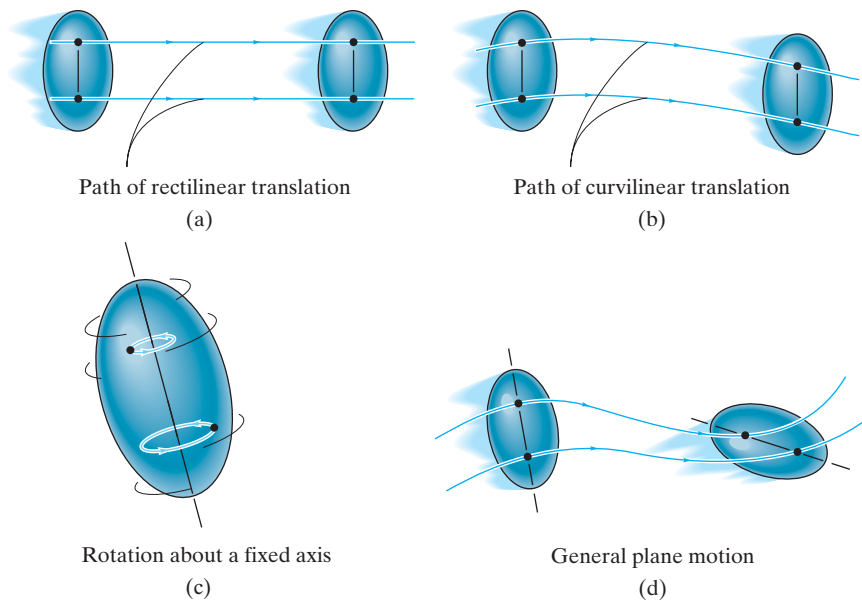 Path of rectilinear translation
(a)
Path of curvilinear translation
(b)
Rotation about a fixed axis
(c)
General plane motion
(d)